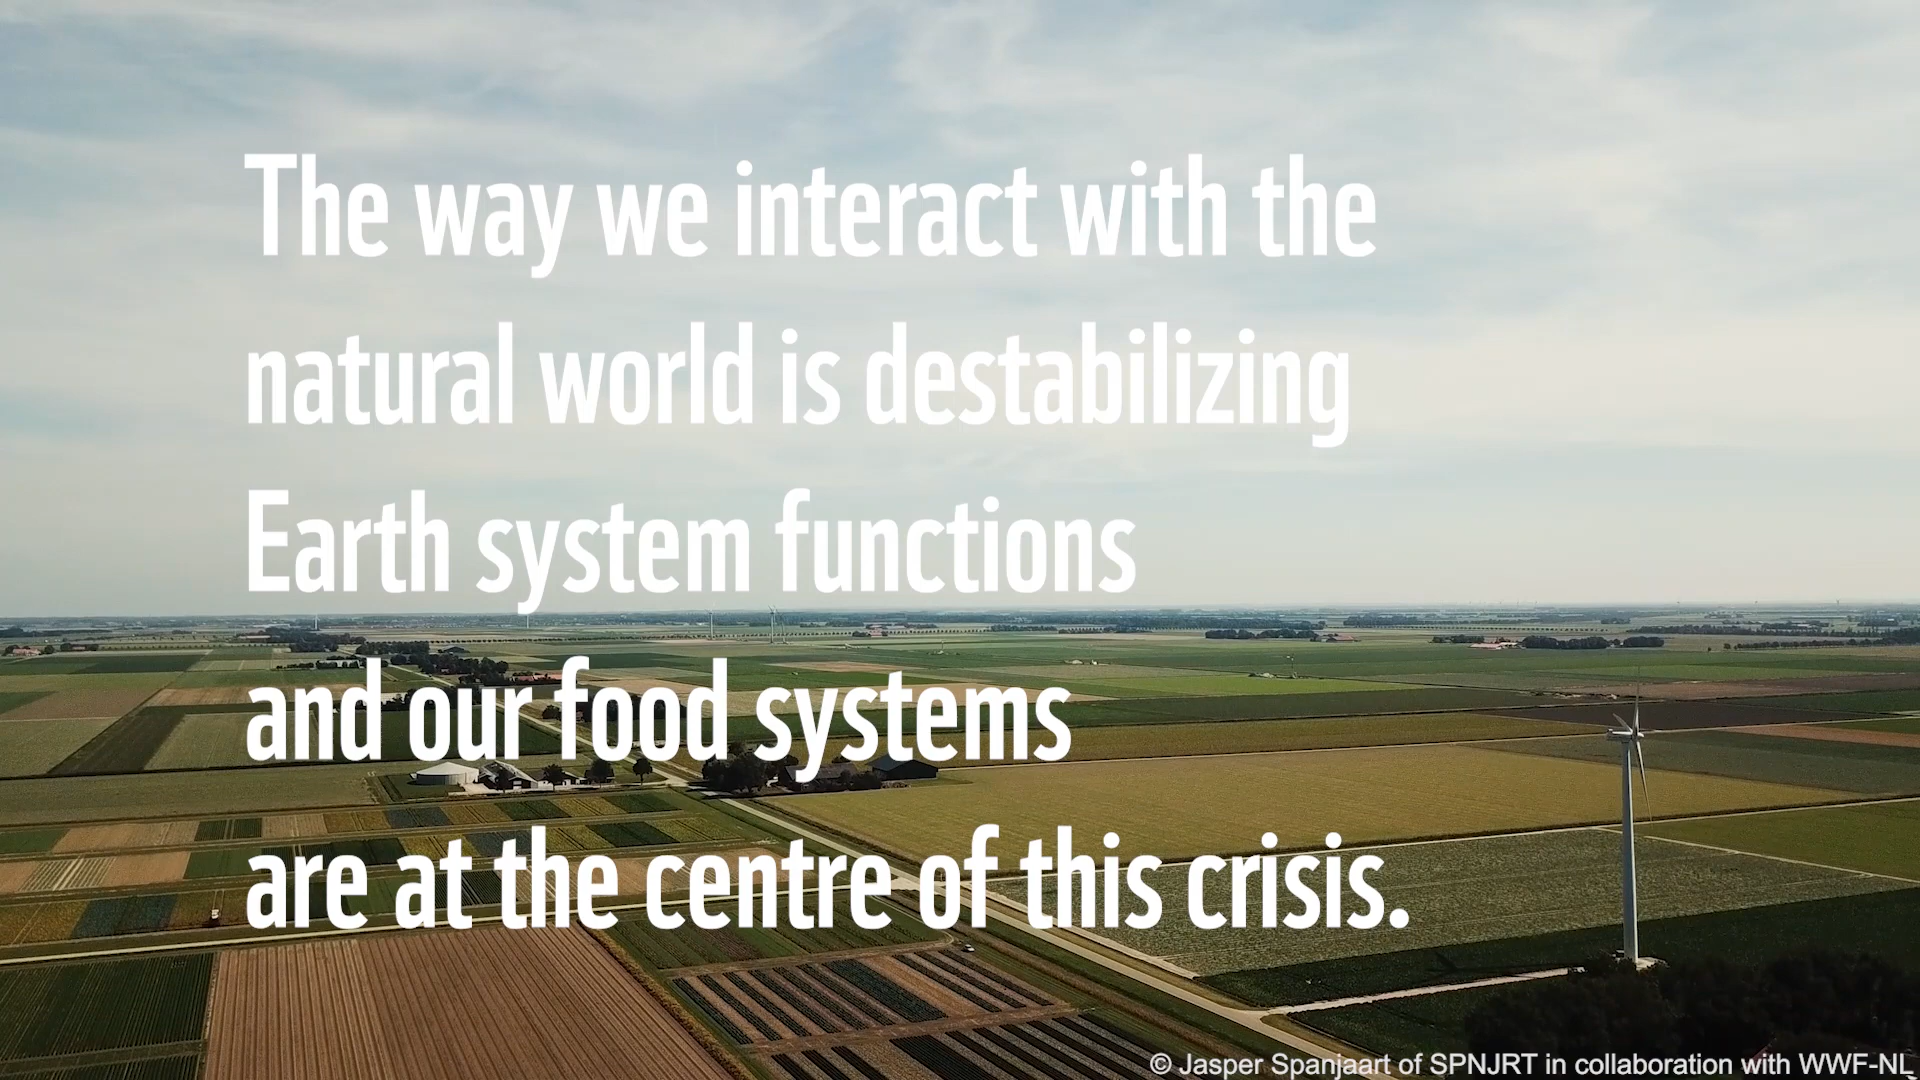 The way we interact with the
natural world is destabilizing
Earth system functions
and our food systems
are at the centre of this crisis.
© Jasper Spanjaart of SPNJRT in collaboration with WWF-NL